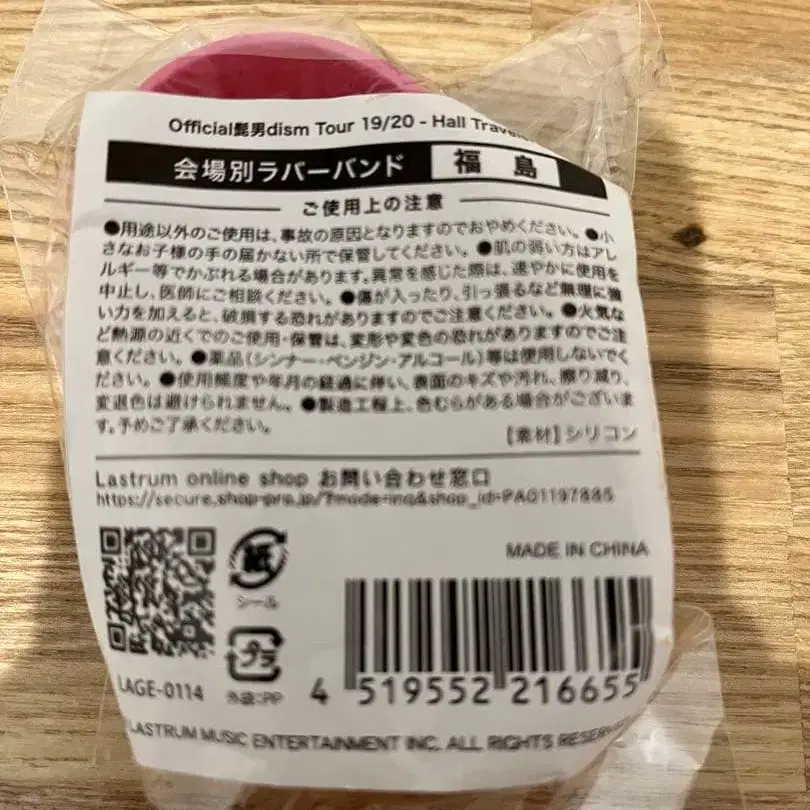 Official髭男dism Tour 19/20 - Hall Travele
会場別ラバーバンド 福島
ご使用上の注意
●用途以外のご使用は、事故の原因となりますのでおやめください。●小
さなお子様の手の届かない所で保管してください。●肌の弱い方はアレ
ルギー等でかぶれる場合があります。異常を感じた際は、速やかに使用を
中止し、医師にご相談ください。●傷が入ったり、引っ張るなど無理に強
い力を加えると、破損する恐れがありますのでご注意ください。●火気な
ど熱源の近くでのご使用・保管は、変形や変色の恐れがありますのでご注
意ください。●薬品(シンナー・ベンジン・アルコール)等は使用しないでく
ださい。●使用頻度や年月の経過に伴い、表面のキズや汚れ、擦り減り、
変退色は避けられません。●製造工程上、色むらがある場合がございま
す。予めご了承ください。
【素材】シリコン
Lastrum online shop お問い合わせ窓口
https://secure.shop-pro.jp/?mode=inq&shop_id=PA01197885
MADE IN CHINA
紙
シール
プラ
外袋:PP
LAGE-0114
4 519552 216655
LASTRUM MUSIC ENTERTAINMENT INC. ALL RIGHTS RESER